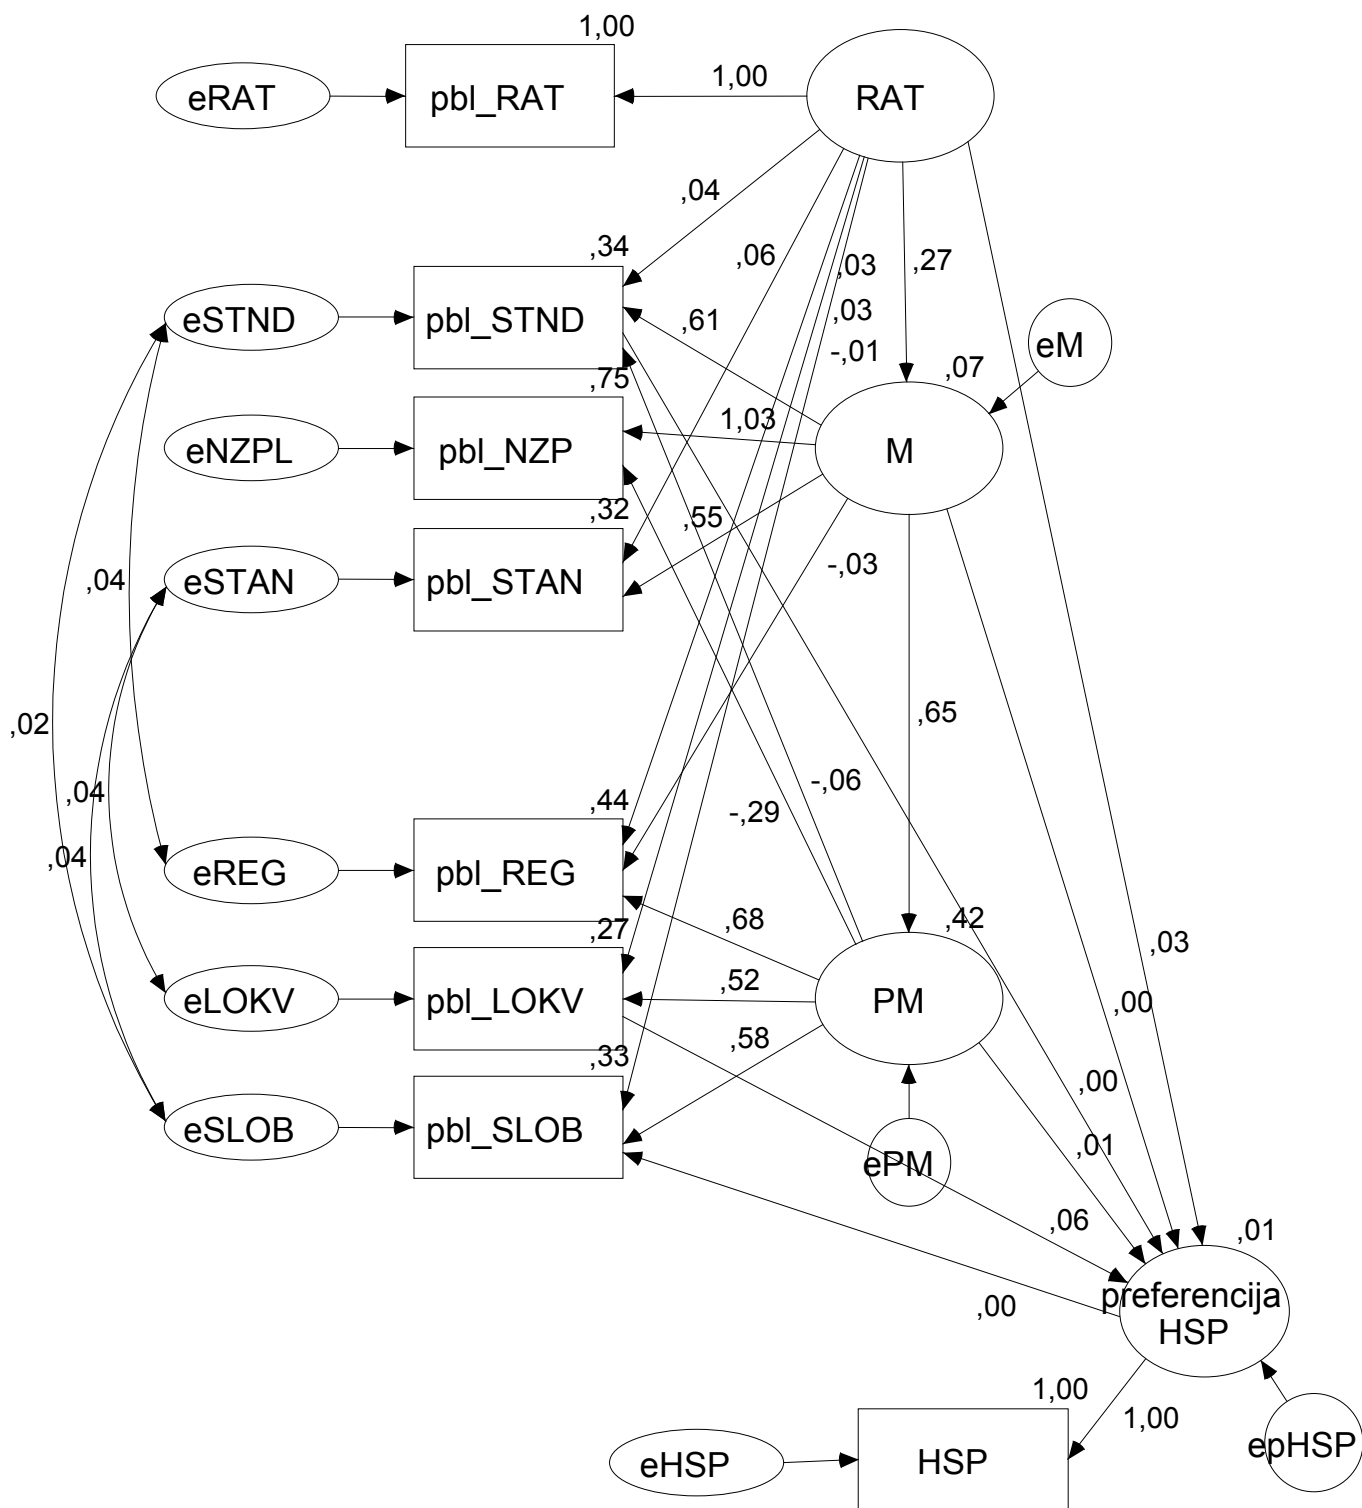 1,00
eRAT
pbl_RAT
1,00
RAT
,04
,34
,06
,03
,27
eSTND
pbl_STND
,61
,03
-,01
eM
,07
,75
1,03
eNZPL
pbl_NZP
M
,32
,55
-,03
,04
eSTAN
pbl_STAN
,65
,02
,04
-,06
,44
-,29
,04
eREG
pbl_REG
,68
,42
,27
,03
,52
eLOKV
pbl_LOKV
PM
,00
,58
,33
,00
eSLOB
pbl_SLOB
,01
ePM
,06
,01
,00
preferencija
HSP
1,00
1,00
eHSP
HSP
epHSP